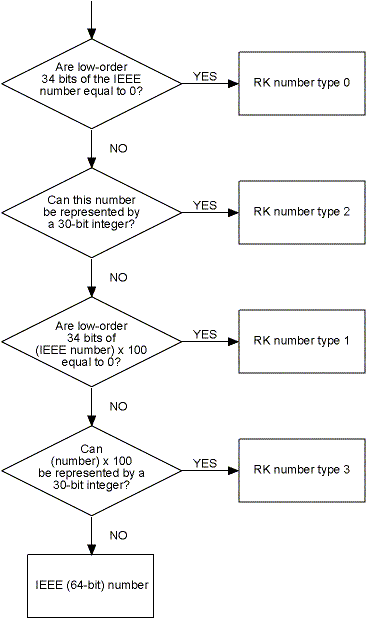 Are low-order
34 bits of the IEEE
number equal to 0?
YES
RK number type 0
NO
Can this number
be represented by
a 30-bit integer?
YES
RK number type 2
NO
Are low-order
34 bits of
(IEEE number) x 100
equal to 0?
YES
RK number type 1
NO
Can
(number) x 100
be represented by a
30-bit integer?
YES
RK number type 3
NO
IEEE (64-bit) number